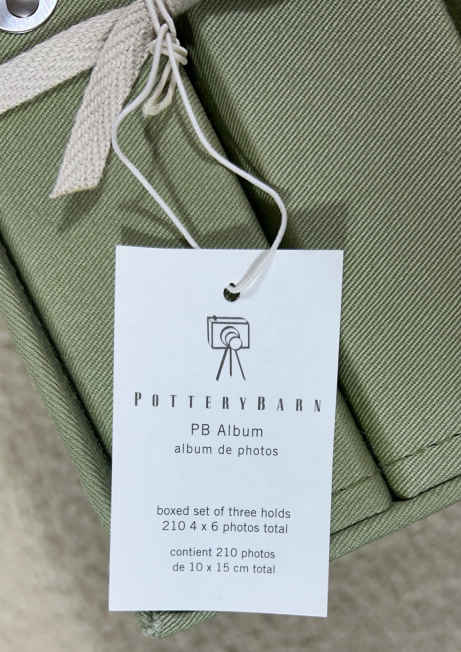 POTTERYBARN
PB Album
album de photos
boxed set of three holds
210 4 x 6 photos total
contient 210 photos
de 10 x 15 cm total